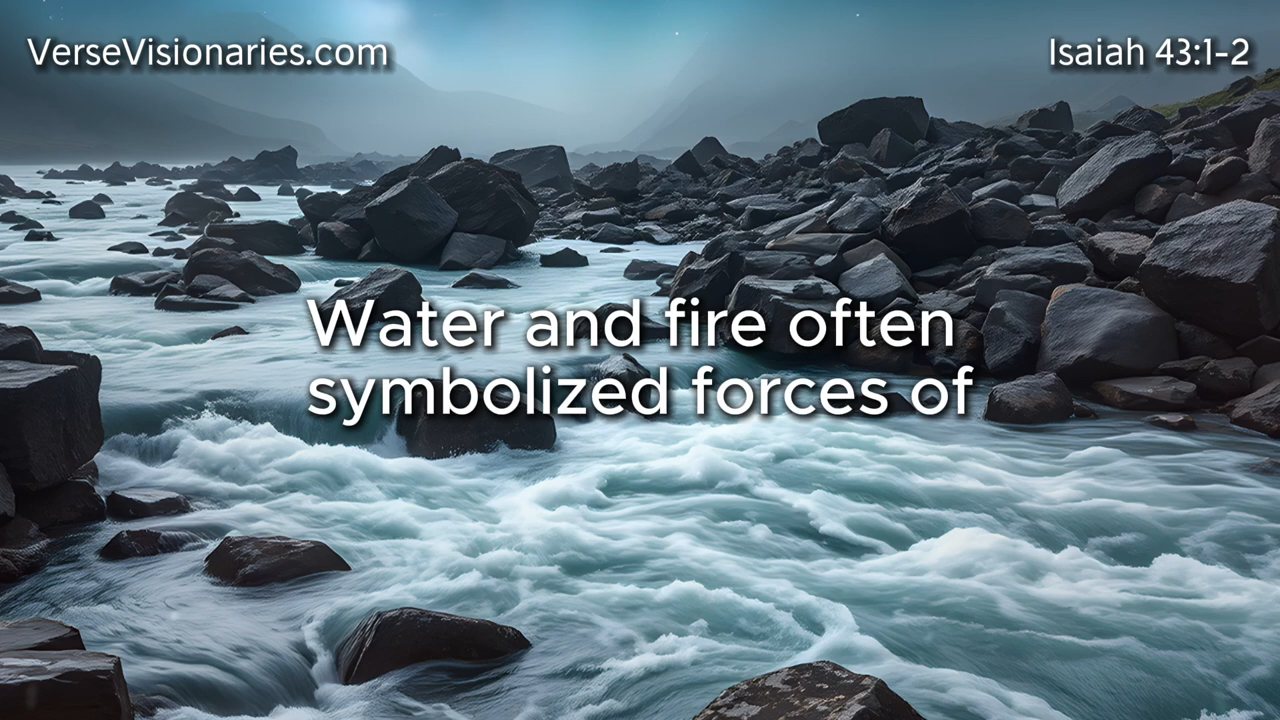 VerseVisionaries.com
Isaiah 43:1-2
Water and fire often
symbolized forces of